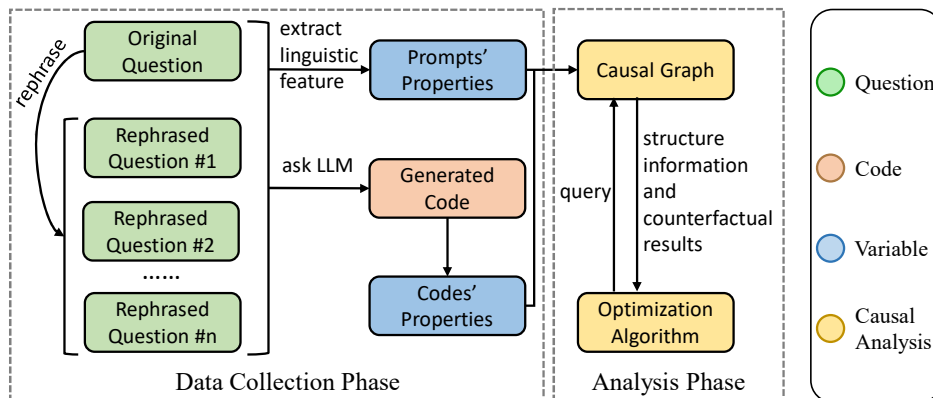 Original
Question
rephrase
Rephrased
Question #1
Rephrased
Question #2
......
Rephrased
Question #n
extract
linguistic
feature
ask LLM
Prompts'
Properties
Generated
Code
Codes'
Properties
Data Collection Phase
Causal Graph
query
structure
information
and
counterfactual
results
Optimization
Algorithm
Analysis Phase
Question
Code
Variable
Causal
Analysis